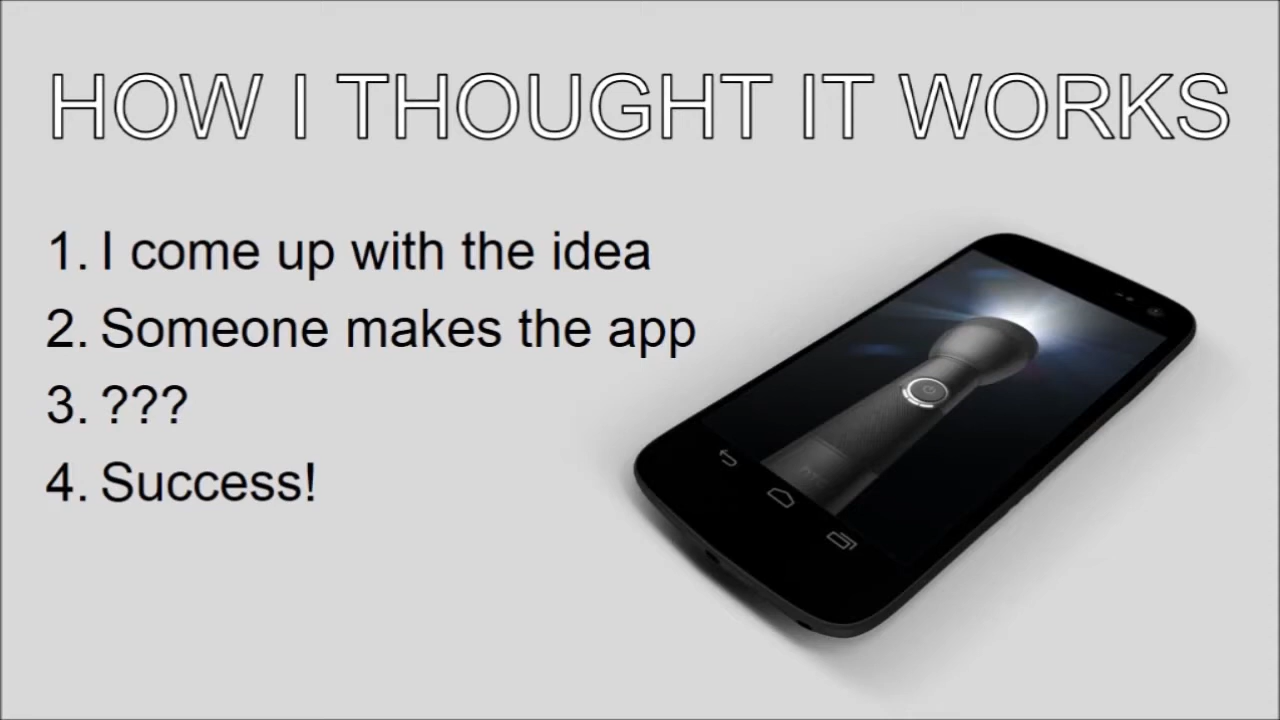 HOW I THOUGHT IT WORKS
1. I come up with the idea
2. Someone makes the app
3. ???
4. Success!